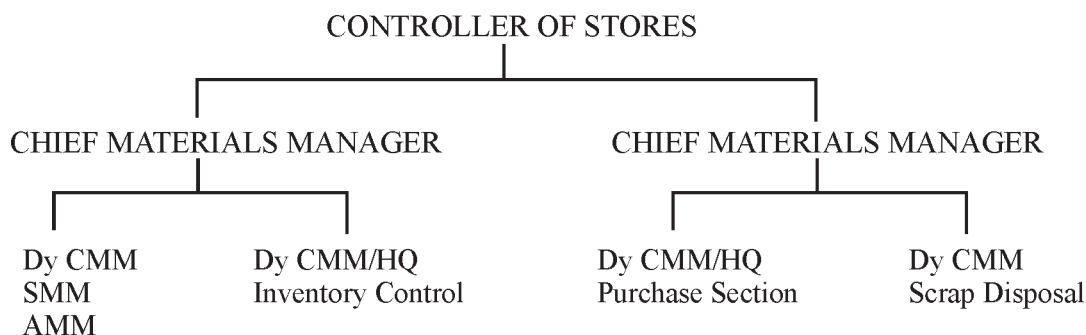 CONTROLLER OF STORES
CHIEF MATERIALS MANAGER
CHIEF MATERIALS MANAGER
Dy CMM
SMM
AMM
Dy CMM/HQ
Inventory Control
Dy CMM/HQ
Purchase Section
Dy CMM
Scrap Disposal